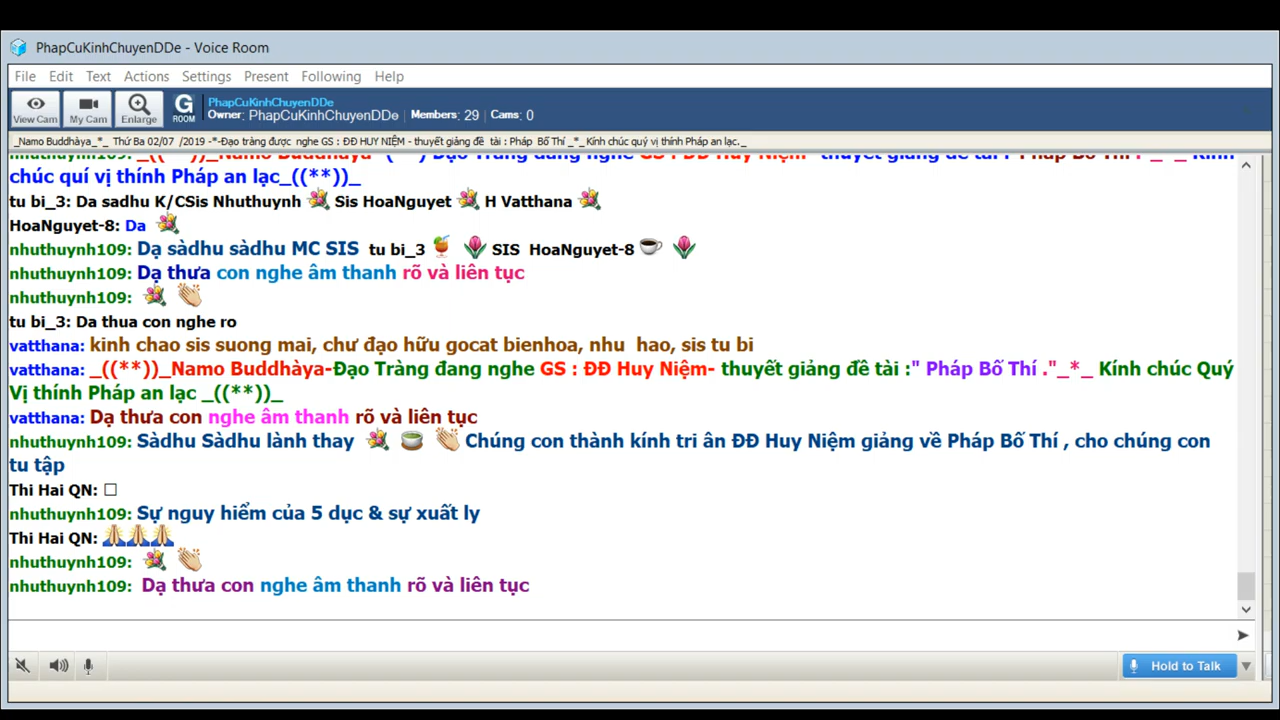 PhapCuKinhChuyenDDe - Voice Room
File Edit Text Actions Settings Present Following Help
View Cam My Cam Enlarge G ROOM PhapCuKinhChuyenDDe
Owner: PhapCuKinhChuyenDDe Members: 29 Cams: 0
_Namo Buddhàya_*_ Thứ Ba 02/07 /2019 -*-Đạo tràng được nghe GS : ĐĐ HUY NIỆM - thuyết giảng đề tài : Pháp Bố Thí _*_ Kính chúc quý vị thính Pháp an lạc._
chúc quí vị thính Pháp an lạc_((**))_
tu bi_3: Da sadhu K/CSis Nhuthuynh Sis HoaNguyet H Vatthana
HoaNguyet-8: Da
nhuthuynh109: Dạ sàdhu sàdhu MC SIS tu bi_3 SIS HoaNguyet-8
nhuthuynh109: Dạ thưa con nghe âm thanh rõ và liên tục
nhuthuynh109:
tu bi_3: Da thua con nghe ro
vatthana: kinh chao sis suong mai, chư đạo hữu gocat bienhoa, nhu hao, sis tu bi
vatthana: _((**))_Namo Buddhàya-Đạo Tràng đang nghe GS : ĐĐ Huy Niệm- thuyết giảng đề tài :" Pháp Bố Thí ."_*_ Kính chúc Quý
Vị thính Pháp an lạc _((**))_
vatthana: Dạ thưa con nghe âm thanh rõ và liên tục
nhuthuynh109: Sàdhu Sàdhu lành thay Chúng con thành kính tri ân ĐĐ Huy Niệm giảng về Pháp Bố Thí , cho chúng con
tu tập
Thi Hai QN: □
nhuthuynh109: Sự nguy hiểm của 5 dục & sự xuất ly
Thi Hai QN:
nhuthuynh109:
nhuthuynh109: Dạ thưa con nghe âm thanh rõ và liên tục
Hold to Talk